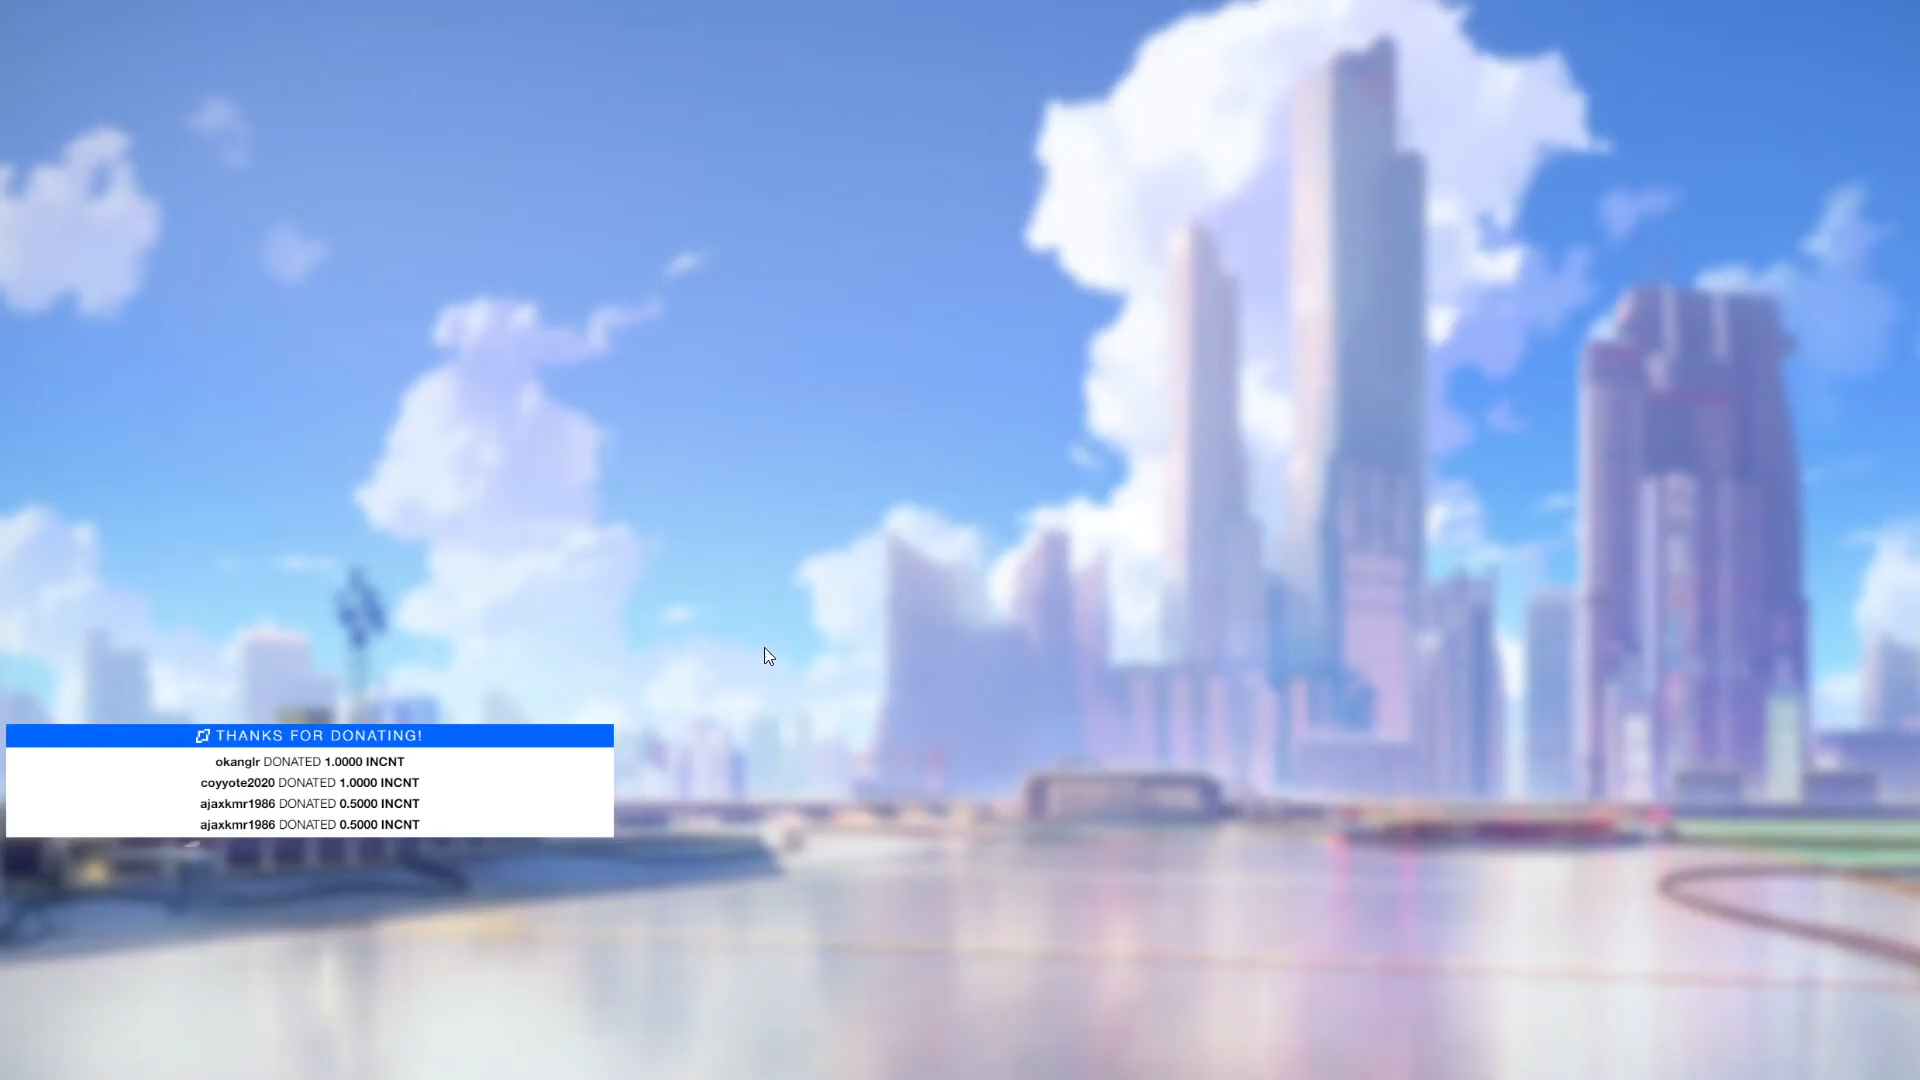 THANKS FOR DONATING!
okanglr DONATED 1.0000 INCNT
coyyote2020 DONATED 1.0000 INCNT
ajaxkmr1986 DONATED 0.5000 INCNT
ajaxkmr1986 DONATED 0.5000 INCNT